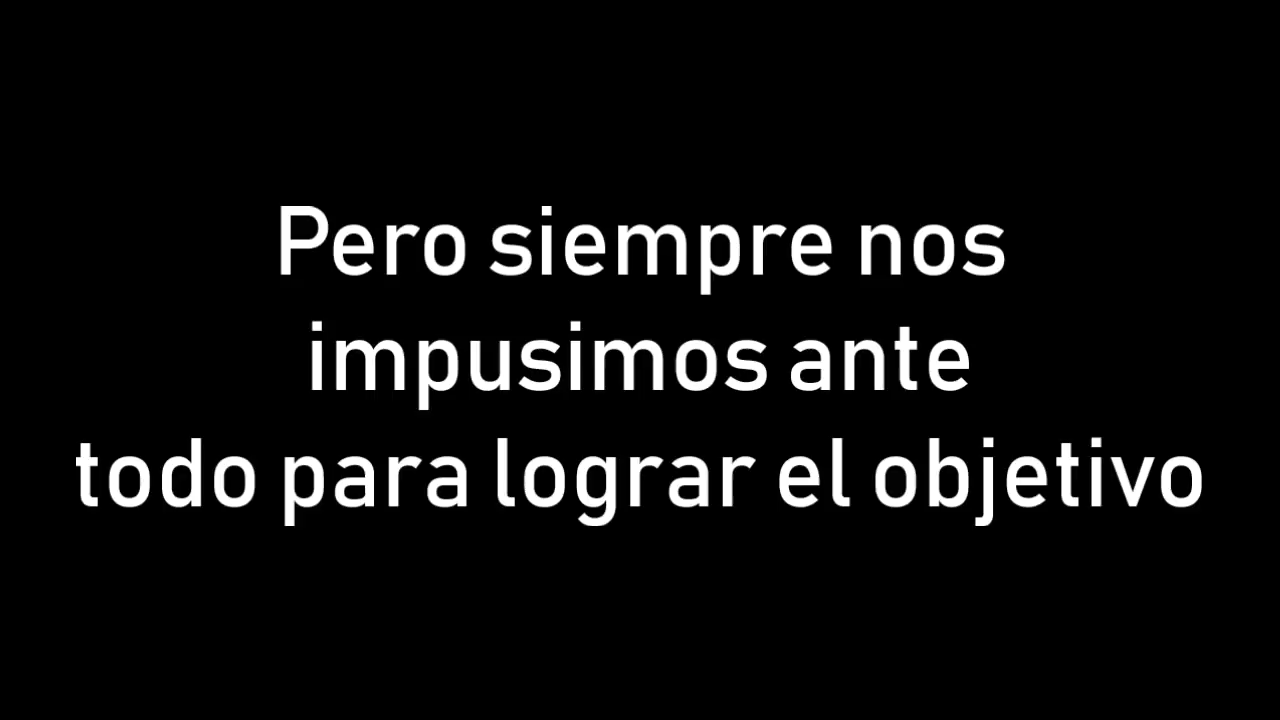 Pero siempre nos
impusimos ante
todo para lograr el objetivo